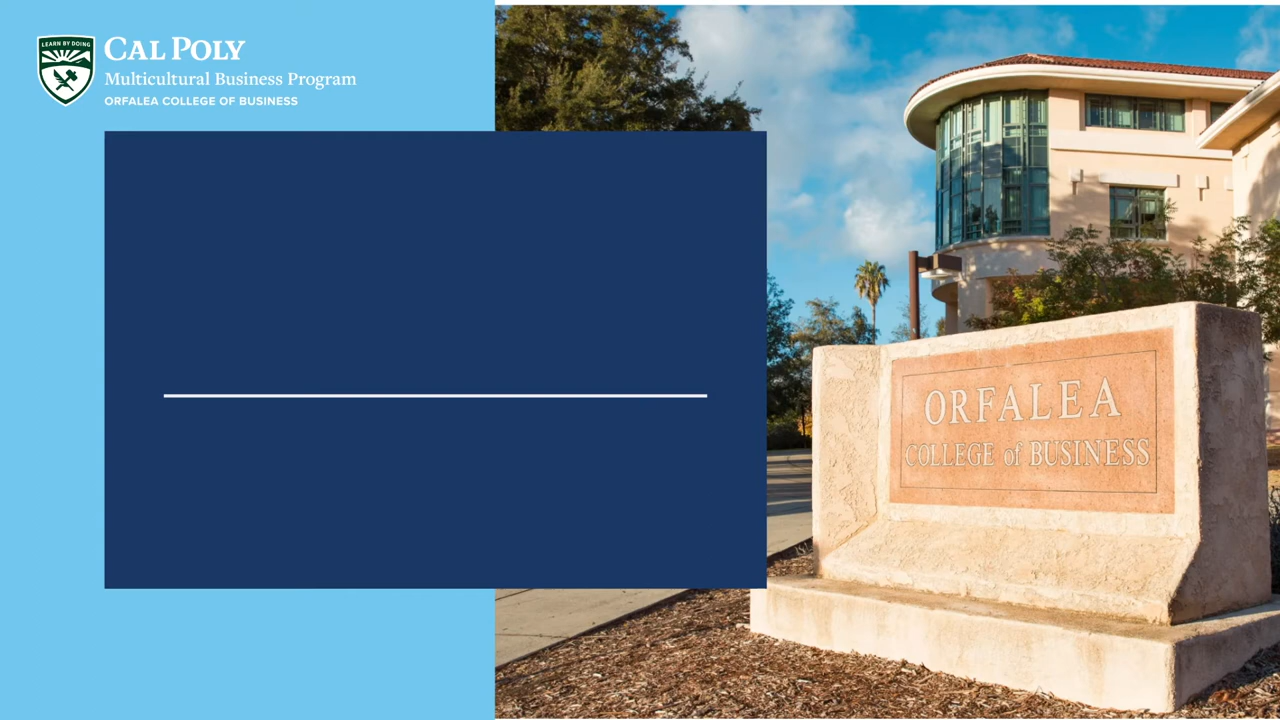 LEARN BY DOING
CAL POLY
Multicultural Business Program
ORFALEA COLLEGE OF BUSINESS
ORFALEA
COLLEGE of BUSINESS